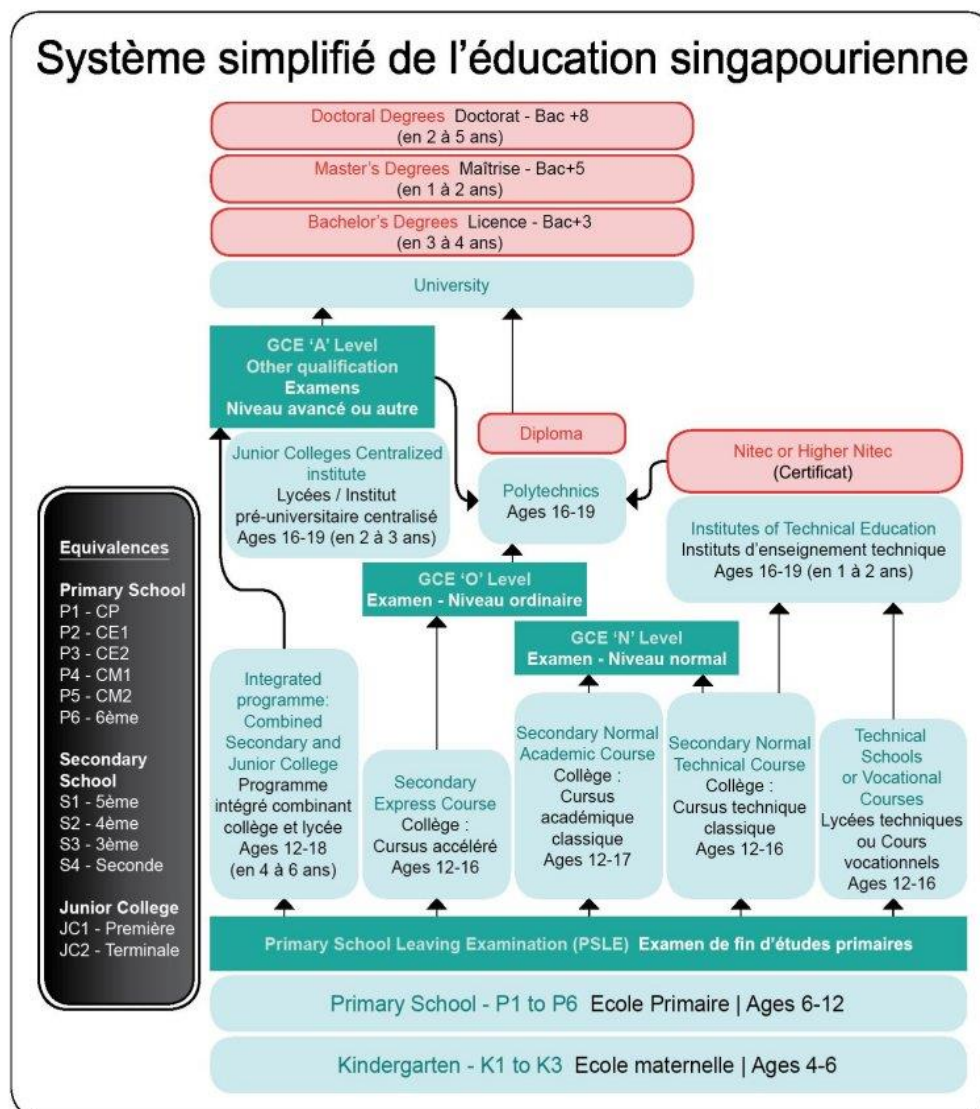 Système simplifié de l'éducation singapourienne
Doctoral Degrees Doctorat - Bac +8
(en 2 à 5 ans)
Master's Degrees Maîtrise - Bac+5
(en 1 à 2 ans)
Bachelor's Degrees Licence - Bac+3
(en 3 à 4 ans)
University
GCE 'A' Level
Other qualification
Examens
Niveau avancé ou autre
Diploma
Nitec or Higher Nitec
(Certificat)
Junior Colleges Centralized
institute
Lycées / Institut
pré-universitaire centralisé
Ages 16-19 (en 2 à 3 ans)
Polytechnics
Ages 16-19
Institutes of Technical Education
Instituts d'enseignement technique
Ages 16-19 (en 1 à 2 ans)
GCE 'O' Level
Examen - Niveau ordinaire
GCE 'N' Level
Examen - Niveau normal
Equivalences
Primary School
P1 - CP
P2 - CE1
P3 - CE2
P4 - CM1
P5 - CM2
P6 - 6ème
Secondary
School
S1 - 5ème
S2 - 4ème
S3 - 3ème
S4 - Seconde
Junior College
JC1 - Première
JC2 - Terminale
Integrated
programme:
Combined
Secondary and
Junior College
Programme
intégré combinant
collège et lycée
Ages 12-18
(en 4 à 6 ans)
Secondary
Express Course
Collège :
Cursus accéléré
Ages 12-16
Secondary Normal
Academic Course
Collège :
Cursus
académique
classique
Ages 12-17
Secondary Normal
Technical Course
Collège :
Cursus technique
classique
Ages 12-16
Technical
Schools
or Vocational
Courses
Lycées techniques
ou Cours
vocationnels
Ages 12-16
Primary School Leaving Examination (PSLE) Examen de fin d'études primaires
Primary School - P1 to P6 Ecole Primaire | Ages 6-12
Kindergarten - K1 to K3 Ecole maternelle | Ages 4-6